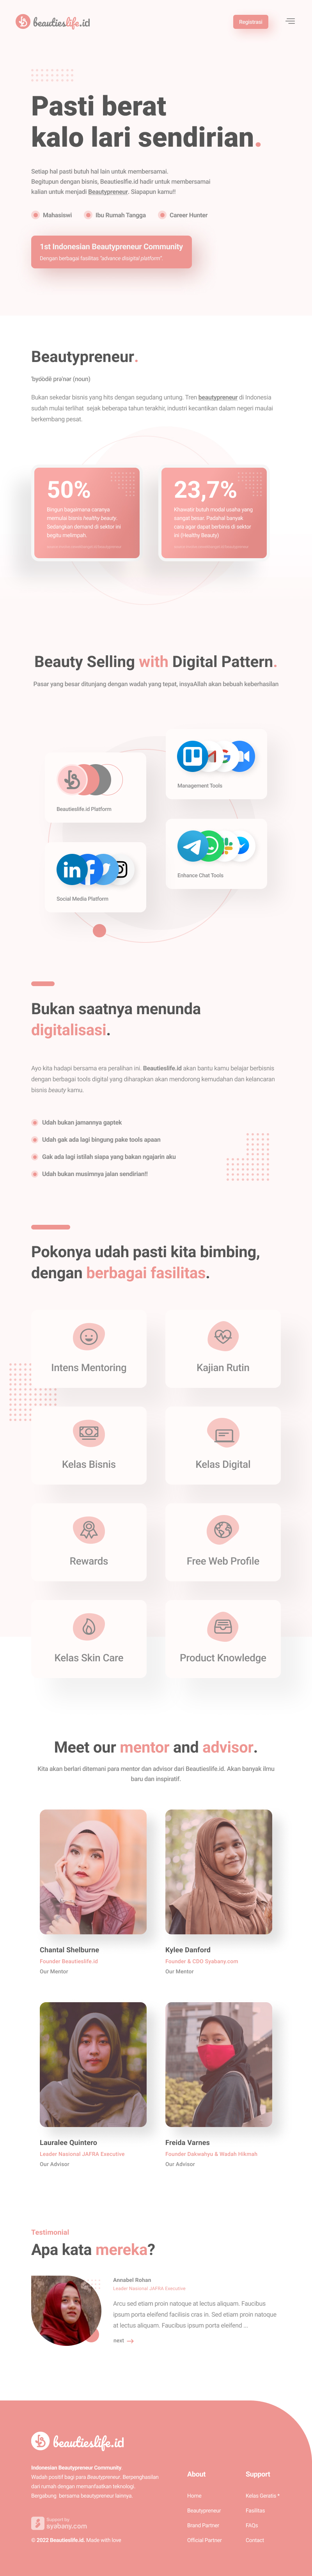 beautieslife.id
Registrasi
Pasti berat
kalo lari sendirian.
Setiap hal pasti butuh hal lain untuk membersamai.
Begitupun dengan bisnis, Beautieslfie.id hadir untuk membersamai
kalian untuk menjadi Beautypreneur. Siapapun kamu!!
Mahasiswi
Ibu Rumah Tangga
Career Hunter
1st Indonesian Beautypreneur Community
Dengan berbagai fasilitas "advance disgital platform".
Beautypreneur.
'byo͞odē prə'nər (noun)
Bukan sekedar bisnis yang hits dengan segudang untung. Tren beautypreneur di Indonesia
sudah mulai terlihat sejak beberapa tahun terakhir, industri kecantikan dalam negeri maulai
berkembang pesat.
50%
Bingun bagaimana caranya
memulai bisnis healthy beauty.
Sedangkan demand di sektor ini
begitu melimpah.
23,7%
Khawatir butuh modal usaha yang
sangat besar. Padahal banyak
cara agar dapat berbinis di sektor
ini (Healthy Beauty)
Beauty Selling with Digital Pattern.
Pasar yang besar ditunjang dengan wadah yang tepat, insyaAllah akan bebuah keberhasilan
Management Tools
Beautieslife.id Platform
Enhance Chat Tools
Social Media Platform
Bukan saatnya menunda
digitalisasi.
Ayo kita hadapi bersama era peralihan ini. Beautieslife.id akan bantu kamu belajar berbisnis
dengan berbagai tools digital yang diharapkan akan mendorong kemudahan dan kelancaran
bisnis beauty kamu.
Udah bukan jamannya gaptek
Udah gak ada lagi bingung pake tools apaan
Gak ada lagi istilah siapa yang bakan ngajarin aku
Udah bukan musimnya jalan sendirian!!
Pokonya udah pasti kita bimbing,
dengan berbagai fasilitas.
Intens Mentoring
Kajian Rutin
Kelas Bisnis
Kelas Digital
Rewards
Free Web Profile
Kelas Skin Care
Product Knowledge
Meet our mentor and advisor.
Kita akan berlari ditemani para mentor dan advisor dari Beautieslife.id. Akan banyak ilmu
baru dan inspiratif.
Chantal Shelburne
Founder Beautieslife.id
Our Mentor
Kylee Danford
Founder & CDO Syabany.com
Our Mentor
Lauralee Quintero
Leader Nasional JAFRA Executive
Our Advisor
Freida Varnes
Founder Dakwahyu & Wadah Hikmah
Our Advisor
Testimonial
Apa kata mereka?
Annabel Rohan
Leader Nasional JAFRA Executive
Arcu sed etiam proin natoque at lectus aliquam. Faucibus
ipsum porta eleifend facilisis cras in. Sed etiam proin natoque
at lectus aliquam. Faucibus ipsum porta eleifend ...
next
beautieslife.id
Indonesian Beautypreneur Community.
Wadah positif bagi para Beautypreneur. Berpenghasilan
dari rumah dengan memanfaatkan teknologi.
Bergabung bersama beautypreneur lainnya.
Support by
syabany.com
© 2022 Beautieslife.id. Made with love
About
Home
Beautypreneur
Brand Partner
Official Partner
Support
Kelas Geratis *
Fasilitas
FAQs
Contact